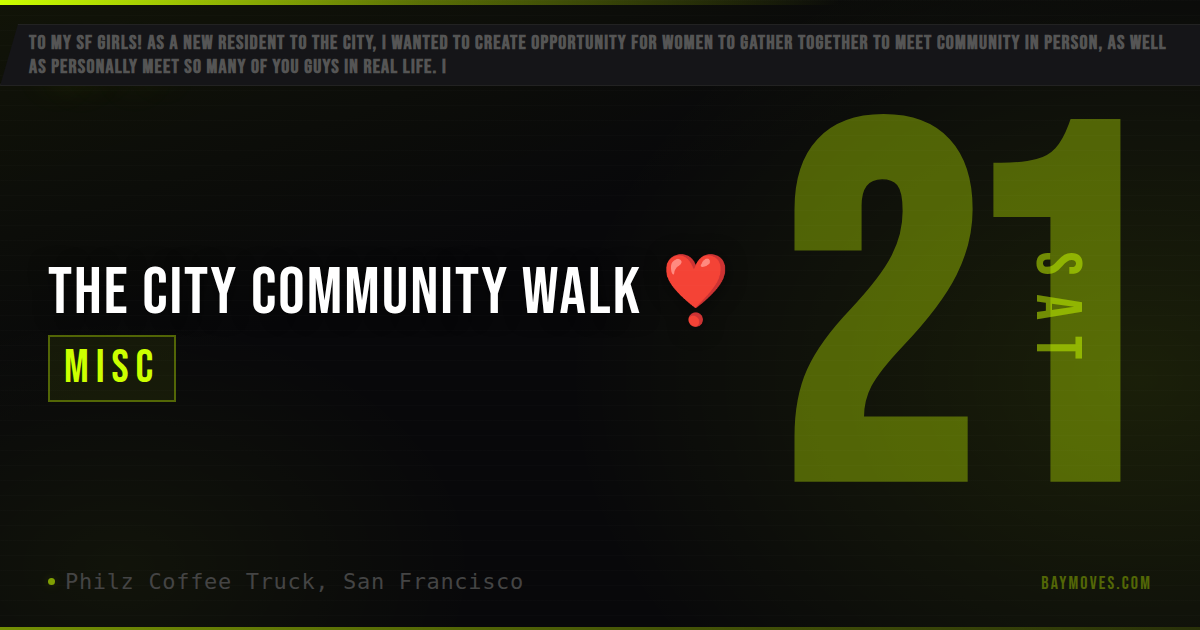 TO MY SF GIRLS! AS A NEW RESIDENT TO THE CITY, I WANTED TO CREATE OPPORTUNITY FOR WOMEN TO GATHER TOGETHER TO MEET COMMUNITY IN PERSON, AS WELL
AS PERSONALLY MEET SO MANY OF YOU GUYS IN REAL LIFE. I
21
SAT
THE CITY COMMUNITY WALK ❣️
MISC
Philz Coffee Truck, San Francisco
BAYMOVES.COM